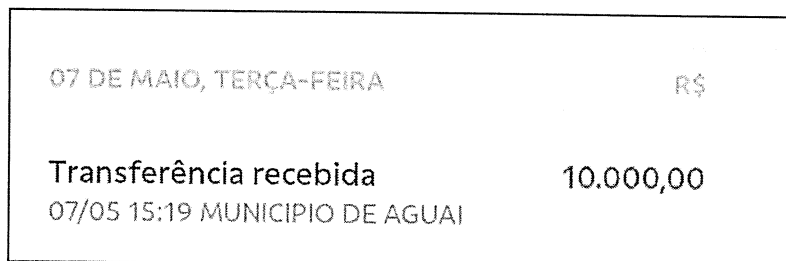 07 DE MAIO, TERÇA-FEIRA R$
Transferência recebida 10.000,00
07/05 15:19 MUNICIPIO DE AGUAI